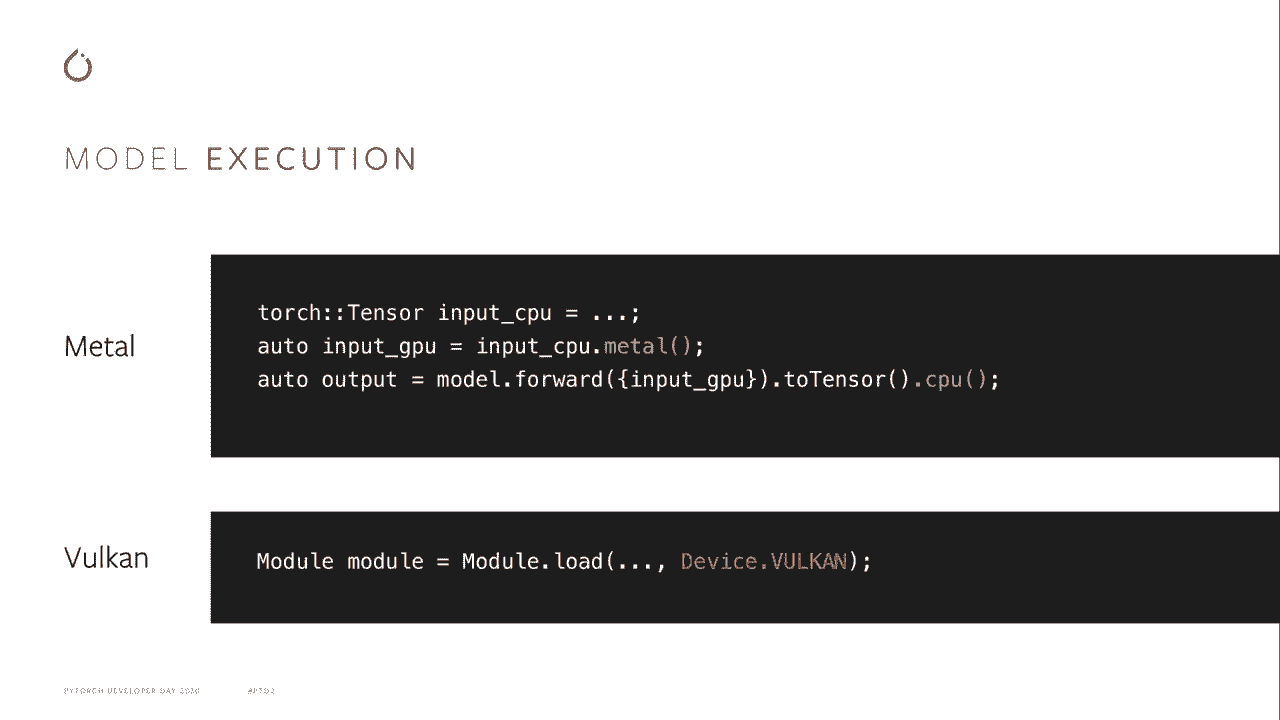 MODEL EXECUTION
Metal
torch::Tensor input_cpu = ...;
auto input_gpu = input_cpu.metal();
auto output = model.forward({input_gpu}).toTensor().cpu();
Vulkan
Module module = Module.load(..., Device.VULKAN);
PYTORCH DEVELOPER DAY 2020 #PTD2